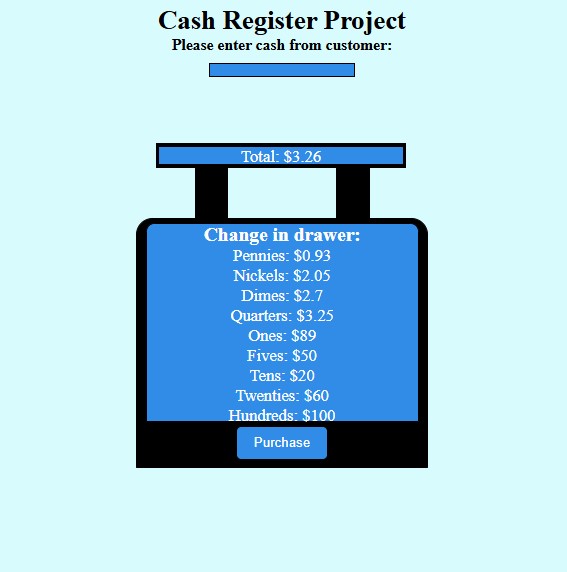 Cash Register Project
Please enter cash from customer:
Total: $3.26
Change in drawer:
Pennies: $0.93
Nickels: $2.05
Dimes: $2.7
Quarters: $3.25
Ones: $89
Fives: $50
Tens: $20
Twenties: $60
Hundreds: $100
Purchase